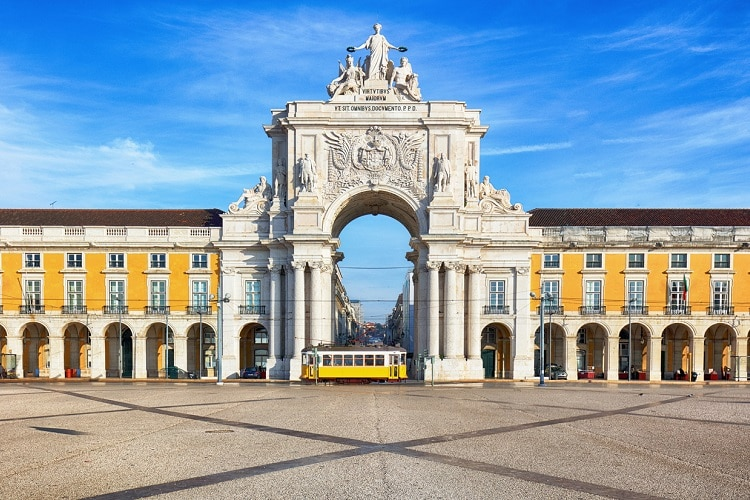 VIRTVTIBVS
MAIORVM
VT SIT OMNIBVS DOCVMENTO.P.P.D.